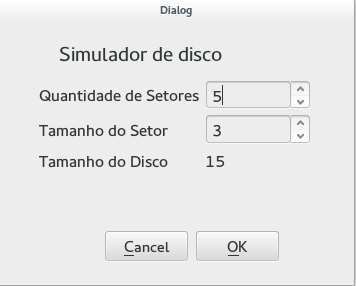 Dialog
Simulador de disco
Quantidade de Setores 5
Tamanho do Setor 3
Tamanho do Disco 15
Cancel OK